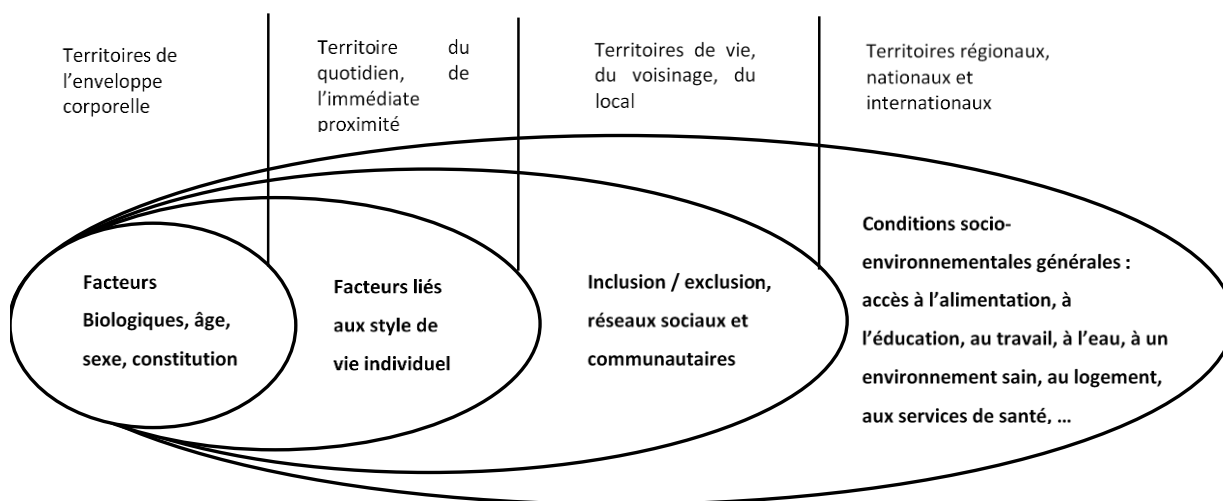 Territoires de
l’enveloppe
corporelle
Territoire du
quotidien, de
l’immédiate
proximité
Territoires de vie,
du voisinage, du
local
Territoires régionaux,
nationaux et
internationaux
Facteurs
Biologiques, âge,
sexe, constitution
Facteurs liés
aux style de
vie individuel
Inclusion / exclusion,
réseaux sociaux et
communautaires
Conditions socio-
environnementales générales :
accès à l’alimentation, à
l’éducation, au travail, à l’eau, à un
environnement sain, au logement,
aux services de santé, ...